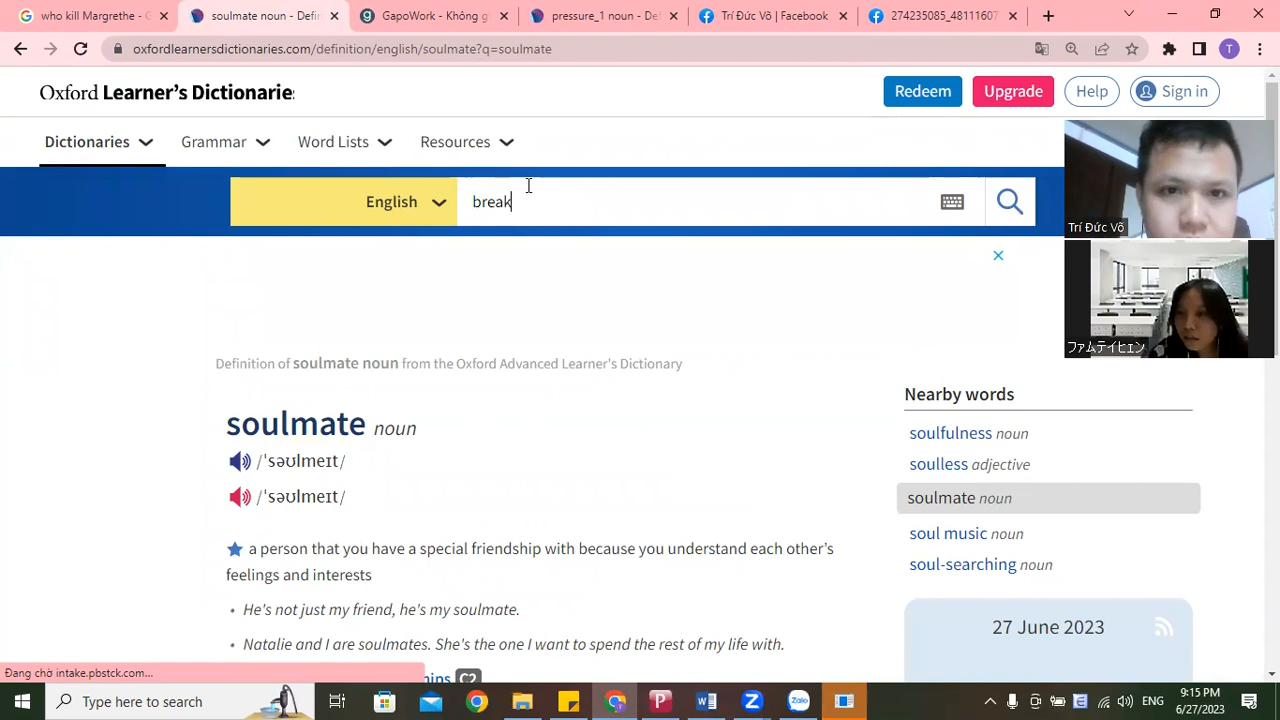 who kill Margrethe - G
soulmate noun - Defi
GapoWork - Không g
pressure_1 noun - De
Trí Đức Võ | Facebook
274235085_48111607
oxfordlearnersdictionaries.com/definition/english/soulmate?q=soulmate
T
Oxford Learner's Dictionarie
Redeem
Upgrade
Help
Sign in
Dictionaries
Grammar
Word Lists
Resources
English
break
Trí Đức Võ
ファムテイヒェン
Definition of soulmate noun from the Oxford Advanced Learner's Dictionary
soulmate noun
/ˈsəʊlmeɪt/
/ˈsəʊlmeɪt/
a person that you have a special friendship with because you understand each other's
feelings and interests
• He's not just my friend, he's my soulmate.
• Natalie and I are soulmates. She's the one I want to spend the rest of my life with.
C2
Nearby words
soulfulness noun
soulless adjective
soulmate noun
soul music noun
soul-searching noun
27 June 2023
Đang chờ intake.pbstck.com...
Type here to search
ENG
9:15 PM
6/27/2023